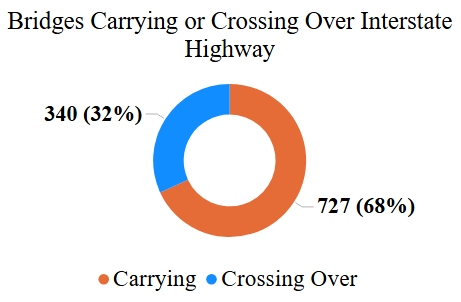 Bridges Carrying or Crossing Over Interstate
Highway
340 (32%)
727 (68%)
Carrying
Crossing Over